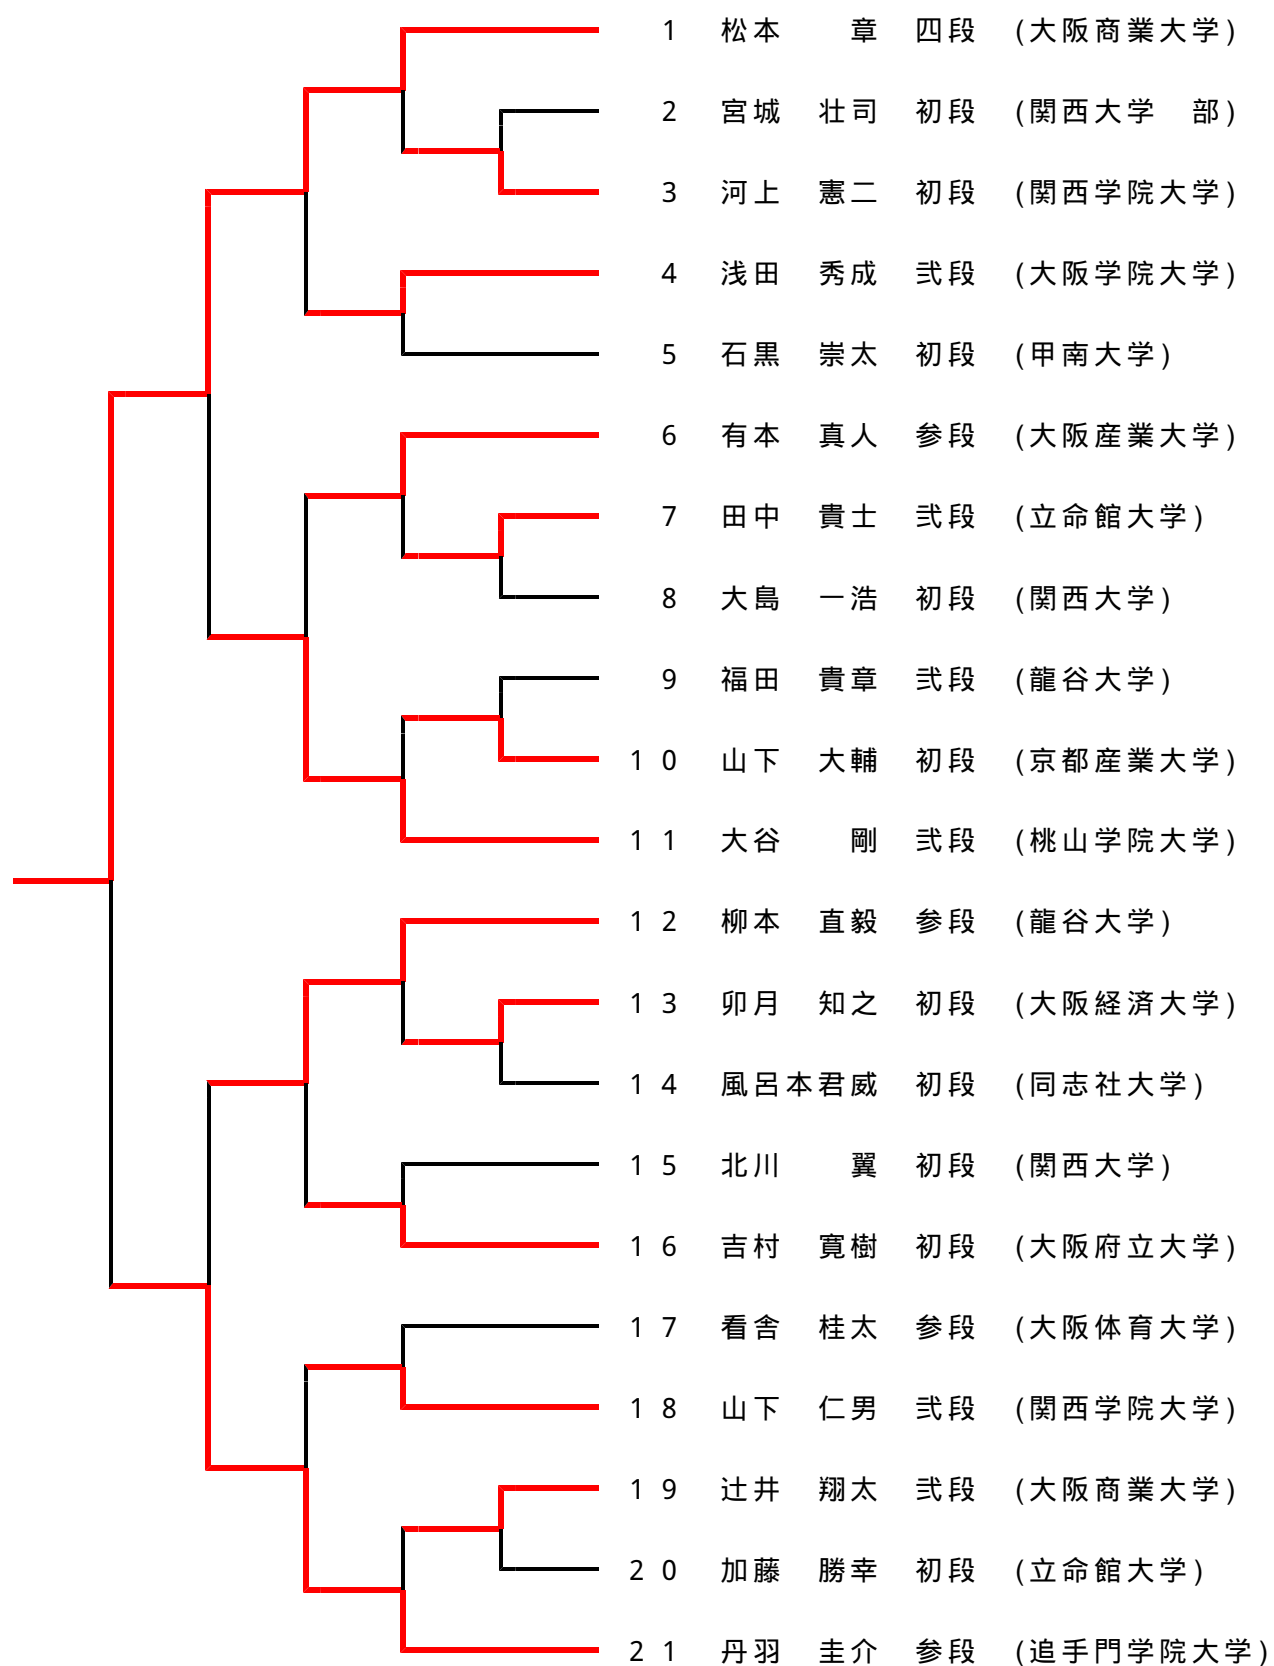 1 松本　章 四段 (大阪商業大学)
2 宮城 壮司 初段 (関西大学　部)
3 河上 憲二 初段 (関西学院大学)
4 浅田 秀成 弐段 (大阪学院大学)
5 石黒 崇太 初段 (甲南大学)
6 有本 真人 参段 (大阪産業大学)
7 田中 貴士 弐段 (立命館大学)
8 大島 一浩 初段 (関西大学)
9 福田 貴章 弐段 (龍谷大学)
10 山下 大輔 初段 (京都産業大学)
11 大谷　剛 弐段 (桃山学院大学)
12 柳本 直毅 参段 (龍谷大学)
13 卯月 知之 初段 (大阪経済大学)
14 風呂本君威 初段 (同志社大学)
15 北川　翼 初段 (関西大学)
16 吉村 寛樹 初段 (大阪府立大学)
17 看舎 桂太 参段 (大阪体育大学)
18 山下 仁男 弐段 (関西学院大学)
19 辻井 翔太 弐段 (大阪商業大学)
20 加藤 勝幸 初段 (立命館大学)
21 丹羽 圭介 参段 (追手門学院大学)